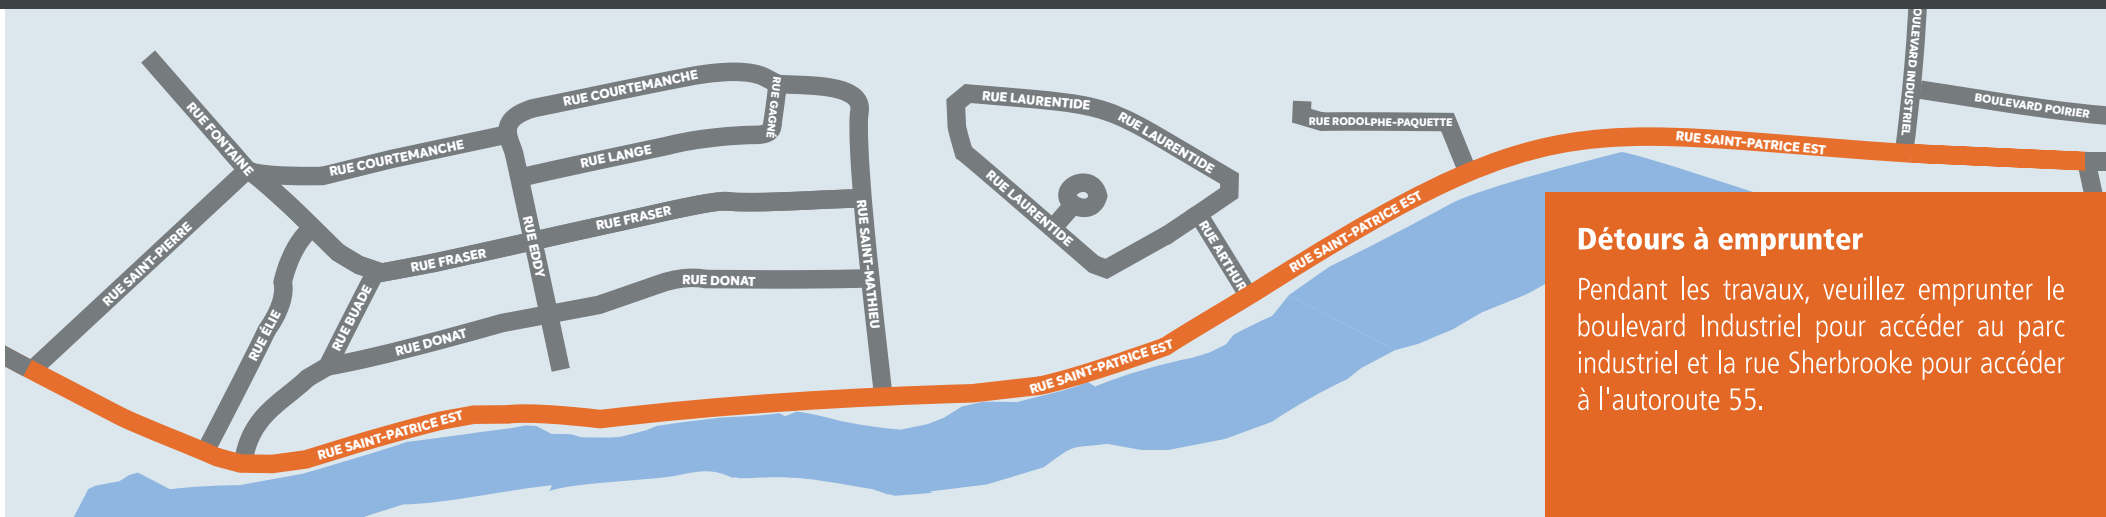 OULEVARD INDUSTRIEL
BOULEVARD POIRIER
RUE COURTEMANCHE
RUE GAGNÉ
RUE LAURENTIDE
RUE LAURENTIDE
RUE FONTAINE
RUE RODOLPHE-PAQUETTE
RUE SAINT-PATRICE EST
RUE COURTEMANCHE
RUE LANGE
RUE LAURENTIDE
RUE SAINT-PIERRE
RUE FRASER
RUE FRASER
RUE EDDY
RUE SAINT-MATHIEU
RUE ARTHUR
RUE SAINT-PATRICE EST
RUE ÉLIE
RUE BUADE
RUE DONAT
RUE DONAT
RUE SAINT-PATRICE EST
RUE SAINT-PATRICE EST
Détours à emprunter
Pendant les travaux, veuillez emprunter le
boulevard Industriel pour accéder au parc
industriel et la rue Sherbrooke pour accéder
à l'autoroute 55.